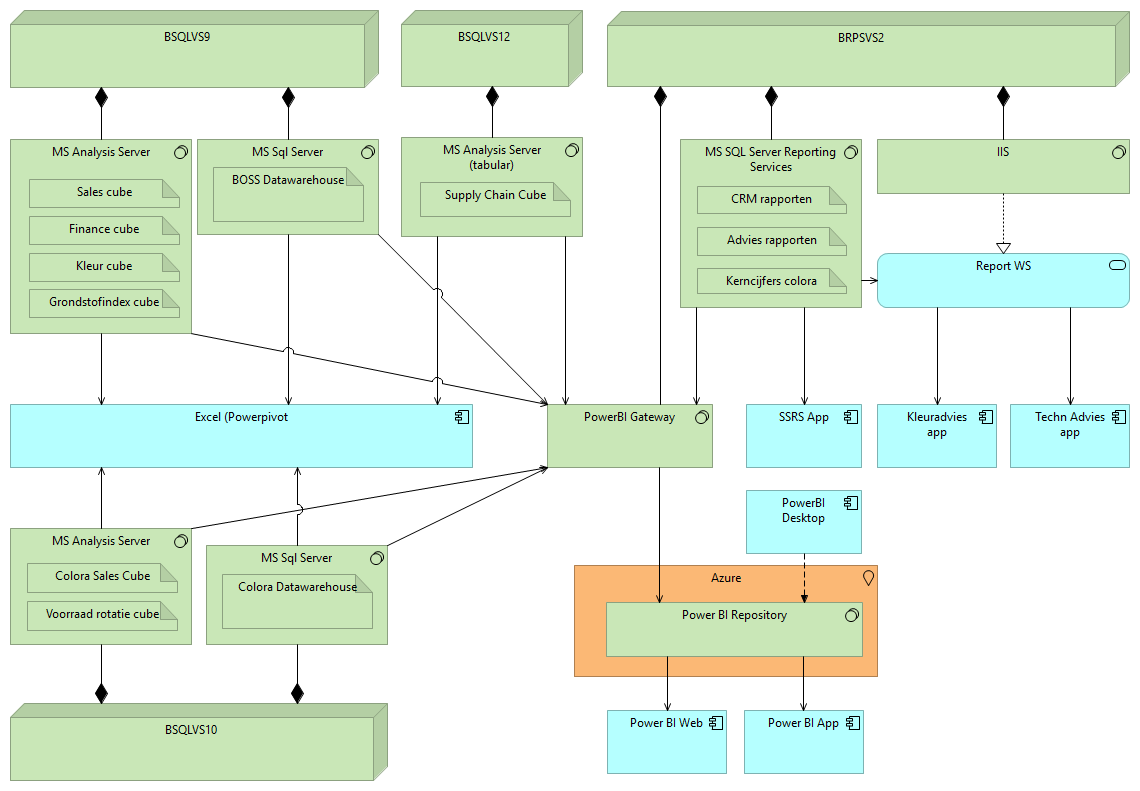 BSQLVS9
BSQLVS12
BRPSVS2
MS Analysis Server
Sales cube
Finance cube
Kleur cube
Grondstofindex cube
MS Sql Server
BOSS Datawarehouse
MS Analysis Server
(tabular)
Supply Chain Cube
MS SQL Server Reporting
Services
CRM rapporten
Advies rapporten
Kerncijfers colora
IIS
Report WS
Excel (Powerpivot
PowerBI Gateway
SSRS App
Kleuradvies
app
Techn Advies
app
PowerBI
Desktop
MS Analysis Server
Colora Sales Cube
Voorraad rotatie cube
MS Sql Server
Colora Datawarehouse
Azure
Power BI Repository
BSQLVS10
Power BI Web
Power BI App